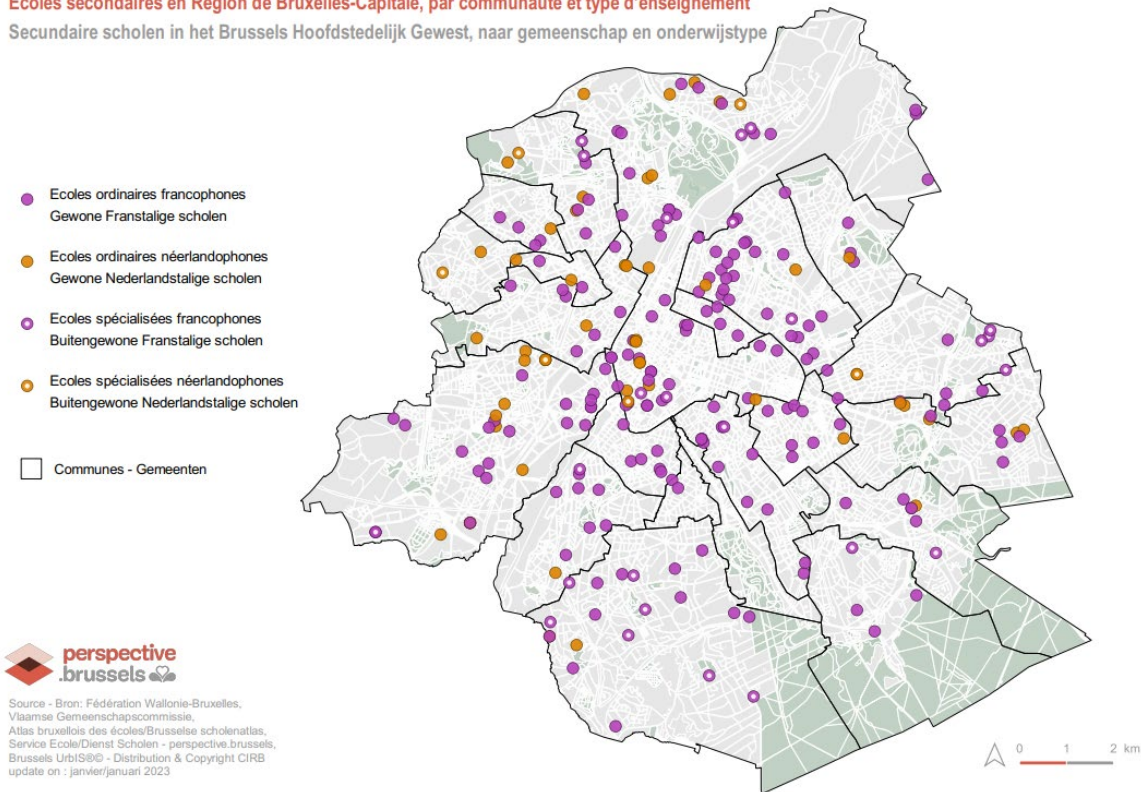 Ecoles secondaires en Région de Bruxelles-Capitale, par communauté et type d'enseignement
Secundaire scholen in het Brussels Hoofdstedelijk Gewest, naar gemeenschap en onderwijstype
Ecoles ordinaires francophones
Gewone Franstalige scholen
Ecoles ordinaires néerlandophones
Gewone Nederlandstalige scholen
Ecoles spécialisées francophones
Buitengewone Franstalige scholen
Ecoles spécialisées néerlandophones
Buitengewone Nederlandstalige scholen
Communes - Gemeenten
perspective
.brussels
Source - Bron: Fédération Wallonie-Bruxelles,
Vlaamse Gemeenschapscommissie,
Atlas bruxellois des écoles/Brusselse scholenatlas,
Service Ecole/Dienst Scholen - perspective.brussels,
Brussels UrbIS®© - Distribution & Copyright CIRB
update on : janvier/januari 2023
0 1 2 km